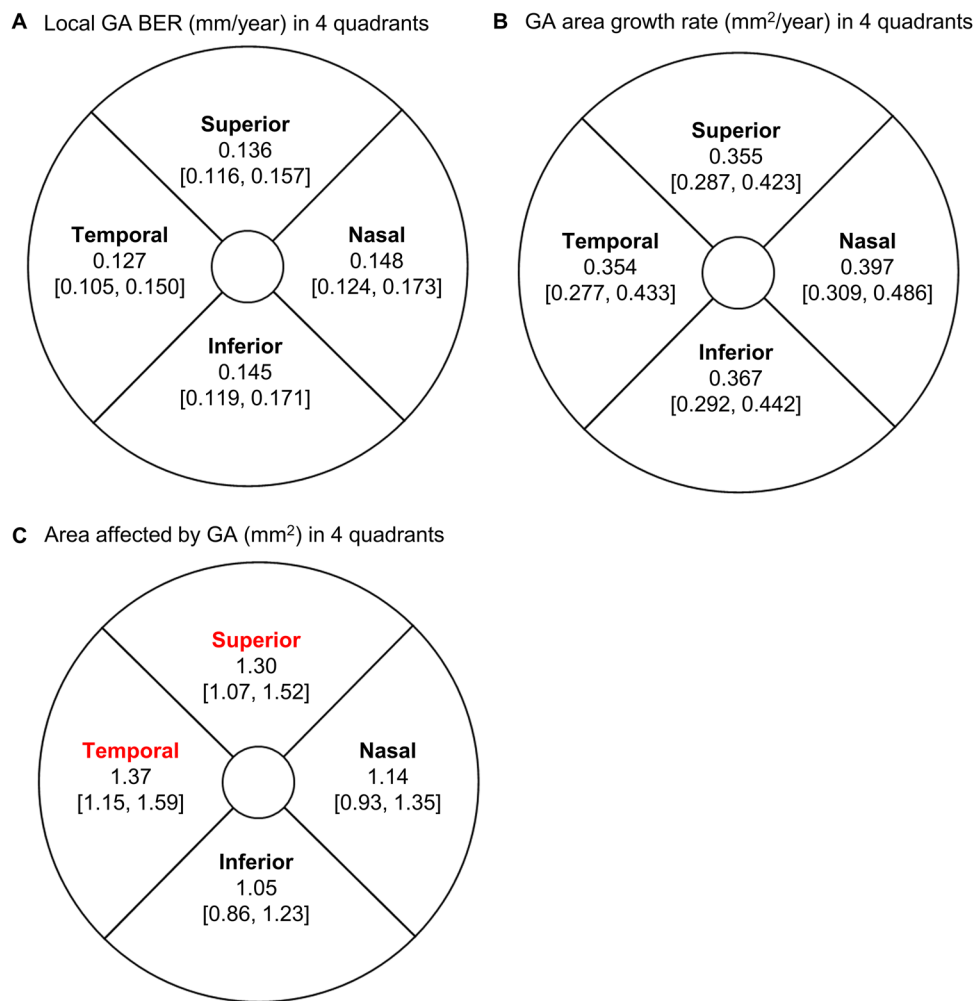 A Local GA BER (mm/year) in 4 quadrants
Superior
0.136
[0.116, 0.157]
Temporal
0.127
[0.105, 0.150]
Nasal
0.148
[0.124, 0.173]
Inferior
0.145
[0.119, 0.171]
B GA area growth rate (mm²/year) in 4 quadrants
Superior
0.355
[0.287, 0.423]
Temporal
0.354
[0.277, 0.433]
Nasal
0.397
[0.309, 0.486]
Inferior
0.367
[0.292, 0.442]
C Area affected by GA (mm²) in 4 quadrants
Superior
1.30
[1.07, 1.52]
Temporal
1.37
[1.15, 1.59]
Nasal
1.14
[0.93, 1.35]
Inferior
1.05
[0.86, 1.23]